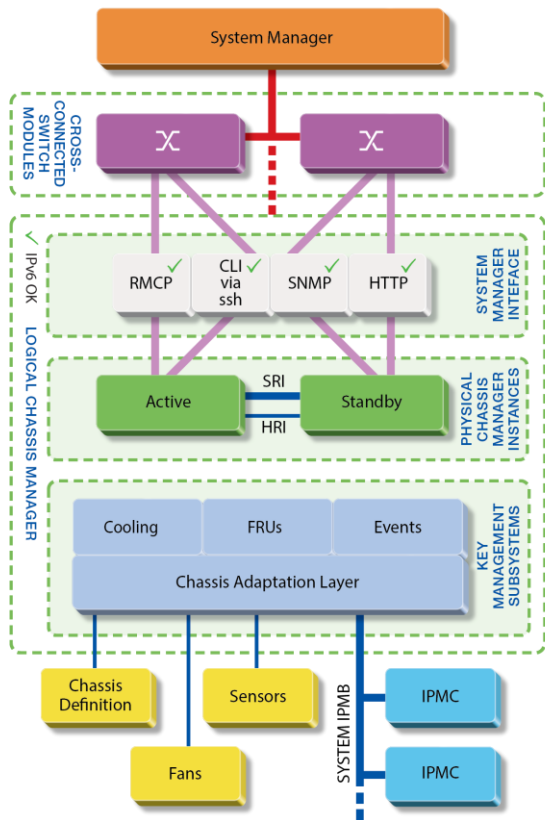 System Manager
CROSS-
CONNECTED
SWITCH
MODULES
✓ IPv6 OK
LOGICAL CHASSIS MANAGER
RMCP ✓
CLI ✓
via
ssh
SNMP ✓
HTTP ✓
SYSTEM
MANAGER
INTEFACE
Active
SRI
HRI
Standby
PHYSICAL
CHASSIS
MANAGER
INSTANCES
Cooling
FRUs
Events
Chassis Adaptation Layer
KEY
MANAGEMENT
SUBSYSTEMS
Chassis
Definition
Sensors
Fans
SYSTEM IPMB
IPMC
IPMC